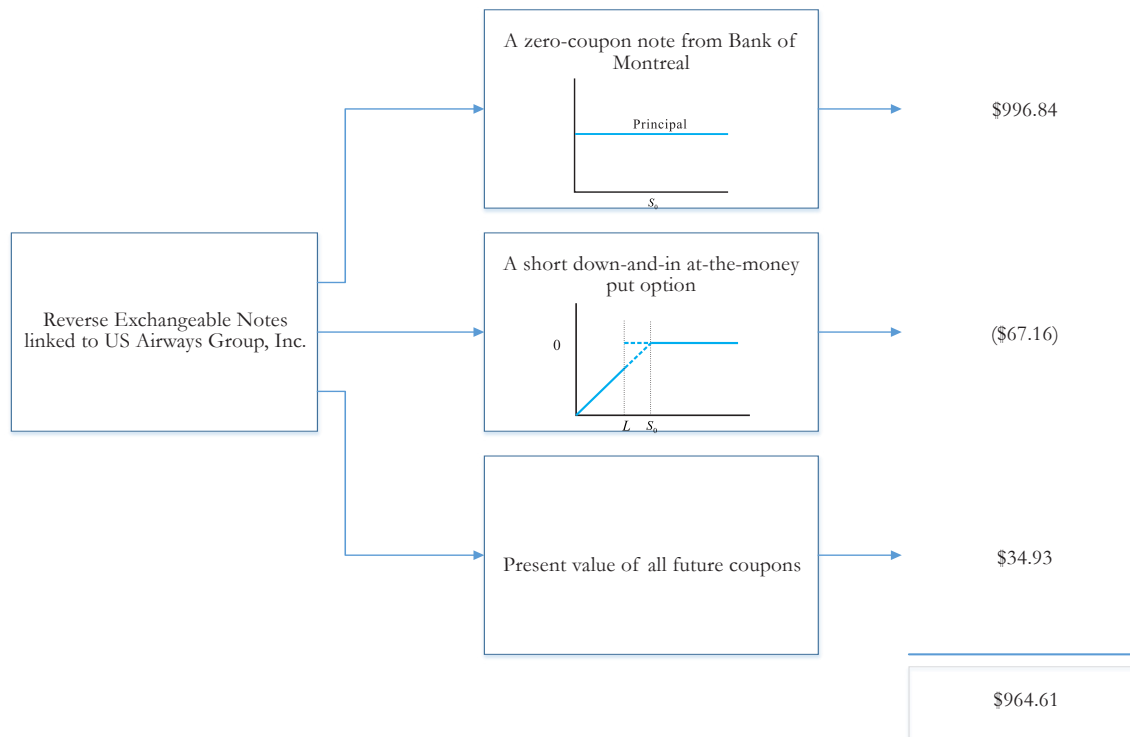 A zero-coupon note from Bank of
Montreal
Principal
S₀
$996.84
Reverse Exchangeable Notes
linked to US Airways Group, Inc.
A short down-and-in at-the-money
put option
0
L S₀
($67.16)
Present value of all future coupons
$34.93
$964.61